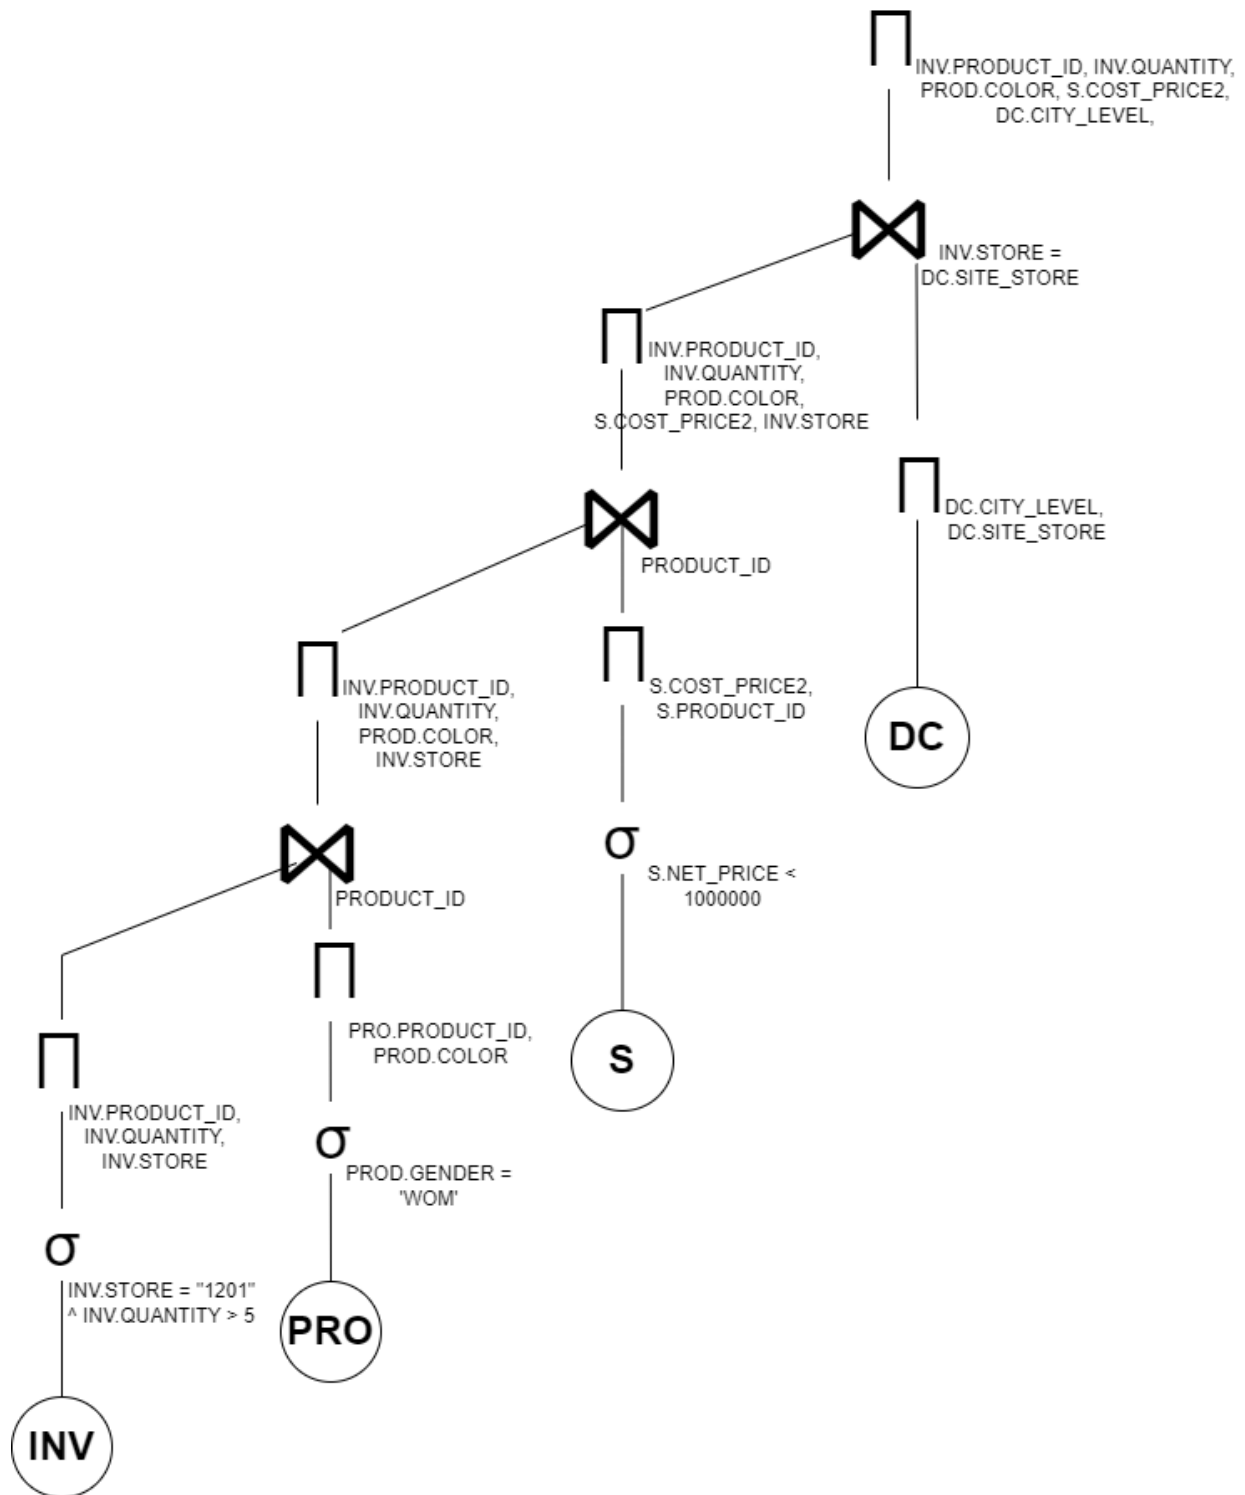 INV.PRODUCT_ID, INV.QUANTITY,
PROD.COLOR, S.COST_PRICE2,
DC.CITY_LEVEL,
INV.STORE =
DC.SITE_STORE
INV.PRODUCT_ID,
INV.QUANTITY,
PROD.COLOR,
S.COST_PRICE2, INV.STORE
DC.CITY_LEVEL,
DC.SITE_STORE
PRODUCT_ID
INV.PRODUCT_ID,
INV.QUANTITY,
PROD.COLOR,
INV.STORE
S.COST_PRICE2,
S.PRODUCT_ID
DC
σ
S.NET_PRICE <
1000000
PRODUCT_ID
PRO.PRODUCT_ID,
PROD.COLOR
S
INV.PRODUCT_ID,
INV.QUANTITY,
INV.STORE
σ
PROD.GENDER =
'WOM'
σ
INV.STORE = "1201"
^ INV.QUANTITY > 5
PRO
INV